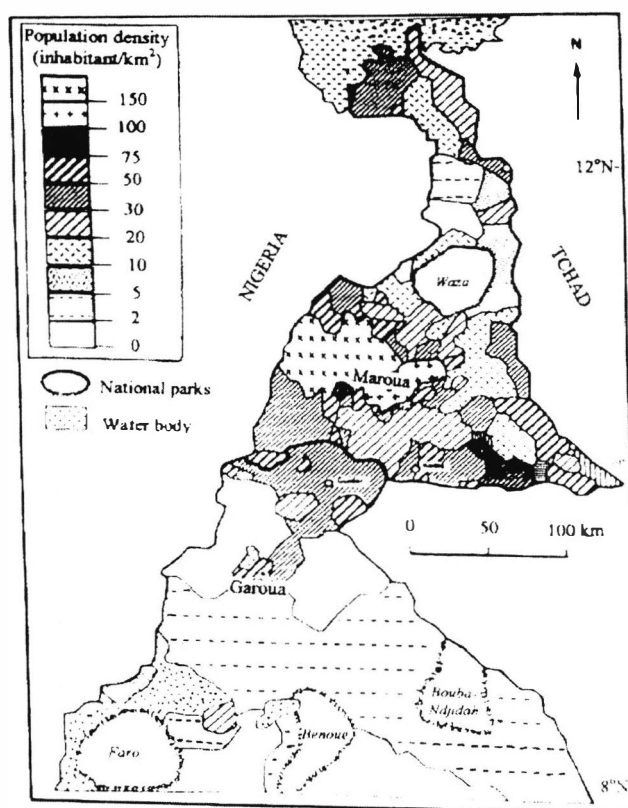 Population density
(inhabitant/km²)
150
100
75
50
30
20
10
5
2
0
National parks
Water body
N
12°N
NIGERIA
TCHAD
Waza
Maroua
0 50 100 km
Garoua
Bouba-
Ndjidah
Benoue
Faro
8°N